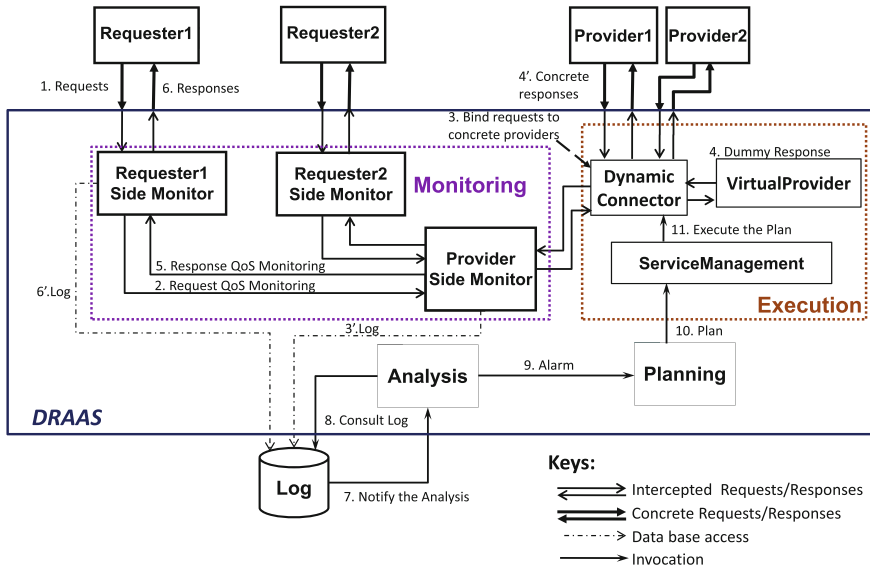 Requester1
Requester2
Provider1
Provider2
1. Requests
6. Responses
4'. Concrete
responses
3. Bind requests to
concrete providers
Execution
Requester1
Side Monitor
Requester2
Side Monitor
Monitoring
Dynamic
Connector
4. Dummy Response
VirtualProvider
11. Execute the Plan
Provider
Side Monitor
5. Response QoS Monitoring
2. Request QoS Monitoring
ServiceManagement
6'.Log
3'.Log
Execution
10. Plan
Analysis
9. Alarm
Planning
DRAAS
8. Consult Log
Log
7. Notify the Analysis
Keys:
Intercepted Requests/Responses
Concrete Requests/Responses
Data base access
Invocation